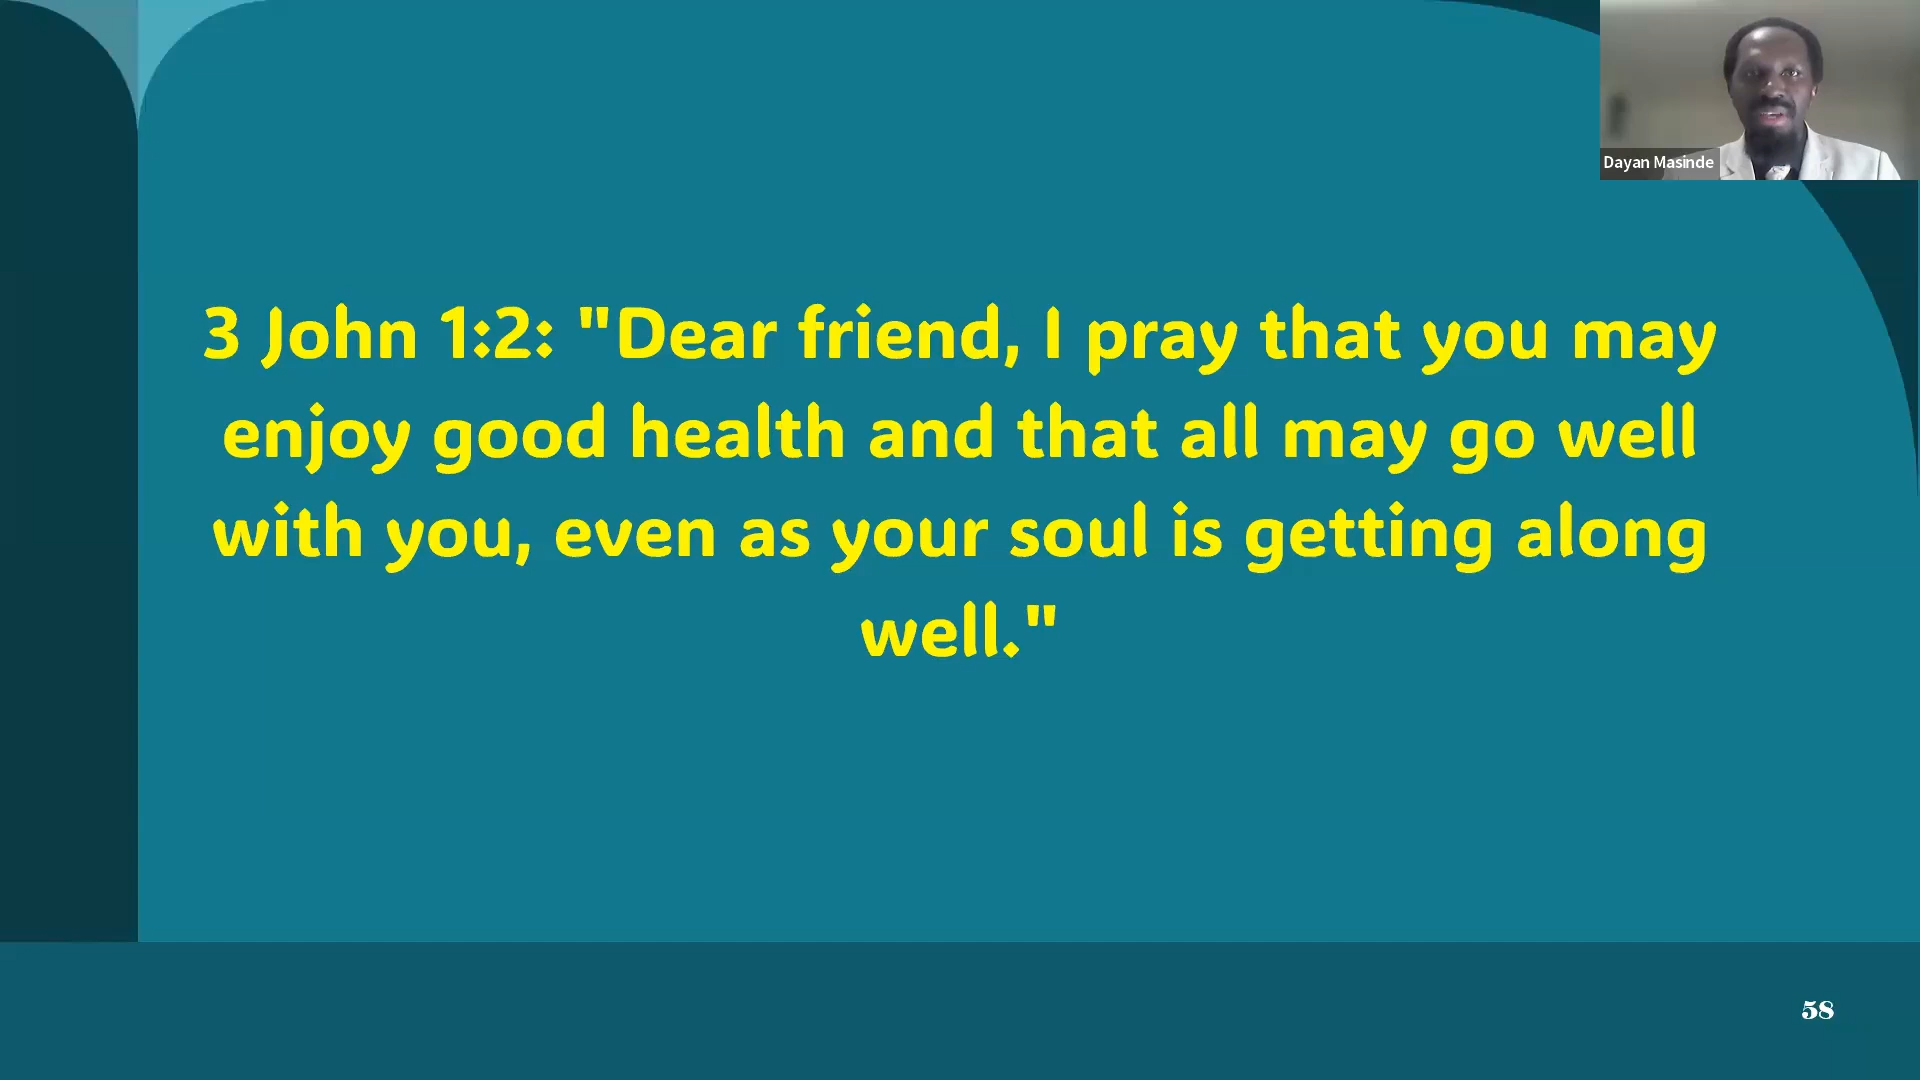 Dayan Masinde
3 John 1:2: "Dear friend, I pray that you may
enjoy good health and that all may go well
with you, even as your soul is getting along
well."
58